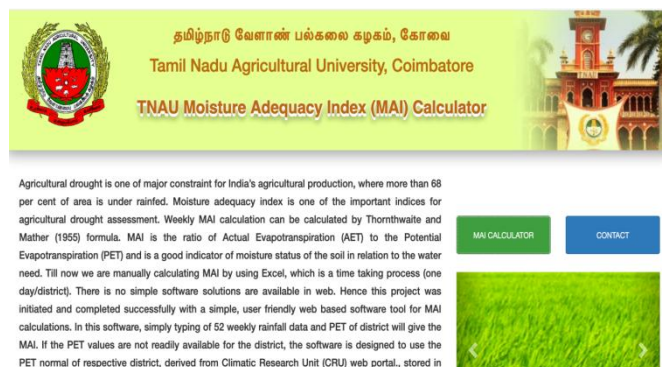 தமிழ்நாடு வேளாண் பல்கலை கழகம், கோவை
Tamil Nadu Agricultural University, Coimbatore
TNAU Moisture Adequacy Index (MAI) Calculator
Agricultural drought is one of major constraint for India's agricultural production, where more than 68
per cent of area is under rainfed. Moisture adequacy index is one of the important indices for
agricultural drought assessment. Weekly MAI calculation can be calculated by Thornthwaite and
Mather (1955) formula. MAI is the ratio of Actual Evapotranspiration (AET) to the Potential
Evapotranspiration (PET) and is a good indicator of moisture status of the soil in relation to the water
need. Till now we are manually calculating MAI by using Excel, which is a time taking process (one
day/district). There is no simple software solutions are available in web. Hence this project was
initiated and completed successfully with a simple, user friendly web based software tool for MAI
calculations. In this software, simply typing of 52 weekly rainfall data and PET of district will give the
MAI. If the PET values are not readily available for the district, the software is designed to use the
PET normal of respective district, derived from Climatic Research Unit (CRU) web portal., stored in
MAI CALCULATOR
CONTACT